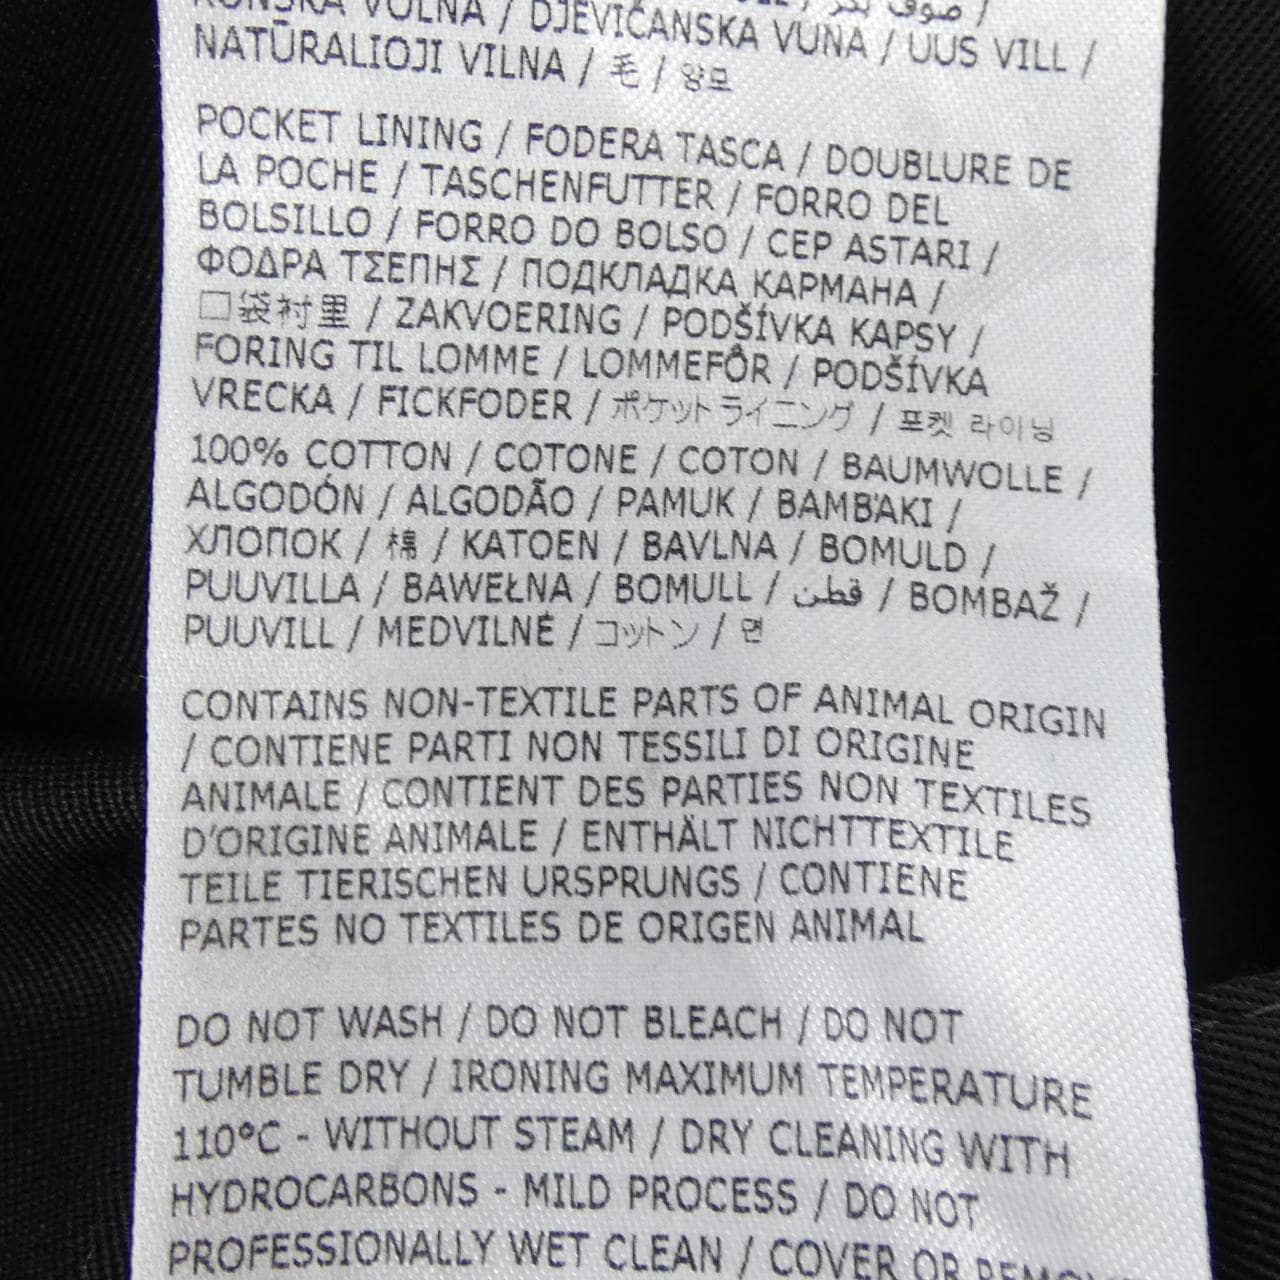 VUNA / DJEVIČANSKA VUNA / UUS VILL /
NATŪRALIOJI VILNA / 毛 / 양모
POCKET LINING / FODERA TASCA / DOUBLURE DE
LA POCHE / TASCHENFUTTER / FORRO DEL
BOLSILLO / FORRO DO BOLSO / CEP ASTARI /
ΦΟΔΡΑ ΤΣΕΠΗΣ / ПОДКЛАДКА КАРМАНА /
口袋衬里 / ZAKVOERING / PODŠÍVKA KAPSY /
FORING TIL LOMME / LOMMEFÔR / PODŠÍVKA
VRECKA / FICKFODER / ポケットライニング / 포켓 라이닝
100% COTTON / COTONE / COTON / BAUMWOLLE /
ALGODÓN / ALGODÃO / PAMUK / BAMB'AKI /
ХЛОПОК / 棉 / KATOEN / BAVLNA / BOMULD /
PUUVILLA / BAWEŁNA / BOMULL / قطن / BOMBAŽ /
PUUVILL / MEDVILNĖ / コットン / 면
CONTAINS NON-TEXTILE PARTS OF ANIMAL ORIGIN
/ CONTIENE PARTI NON TESSILI DI ORIGINE
ANIMALE / CONTIENT DES PARTIES NON TEXTILES
D'ORIGINE ANIMALE / ENTHÄLT NICHTTEXTILE
TEILE TIERISCHEN URSPRUNGS / CONTIENE
PARTES NO TEXTILES DE ORIGEN ANIMAL
DO NOT WASH / DO NOT BLEACH / DO NOT
TUMBLE DRY / IRONING MAXIMUM TEMPERATURE
110°C - WITHOUT STEAM / DRY CLEANING WITH
HYDROCARBONS - MILD PROCESS / DO NOT
PROFESSIONALLY WET CLEAN / COVER OR